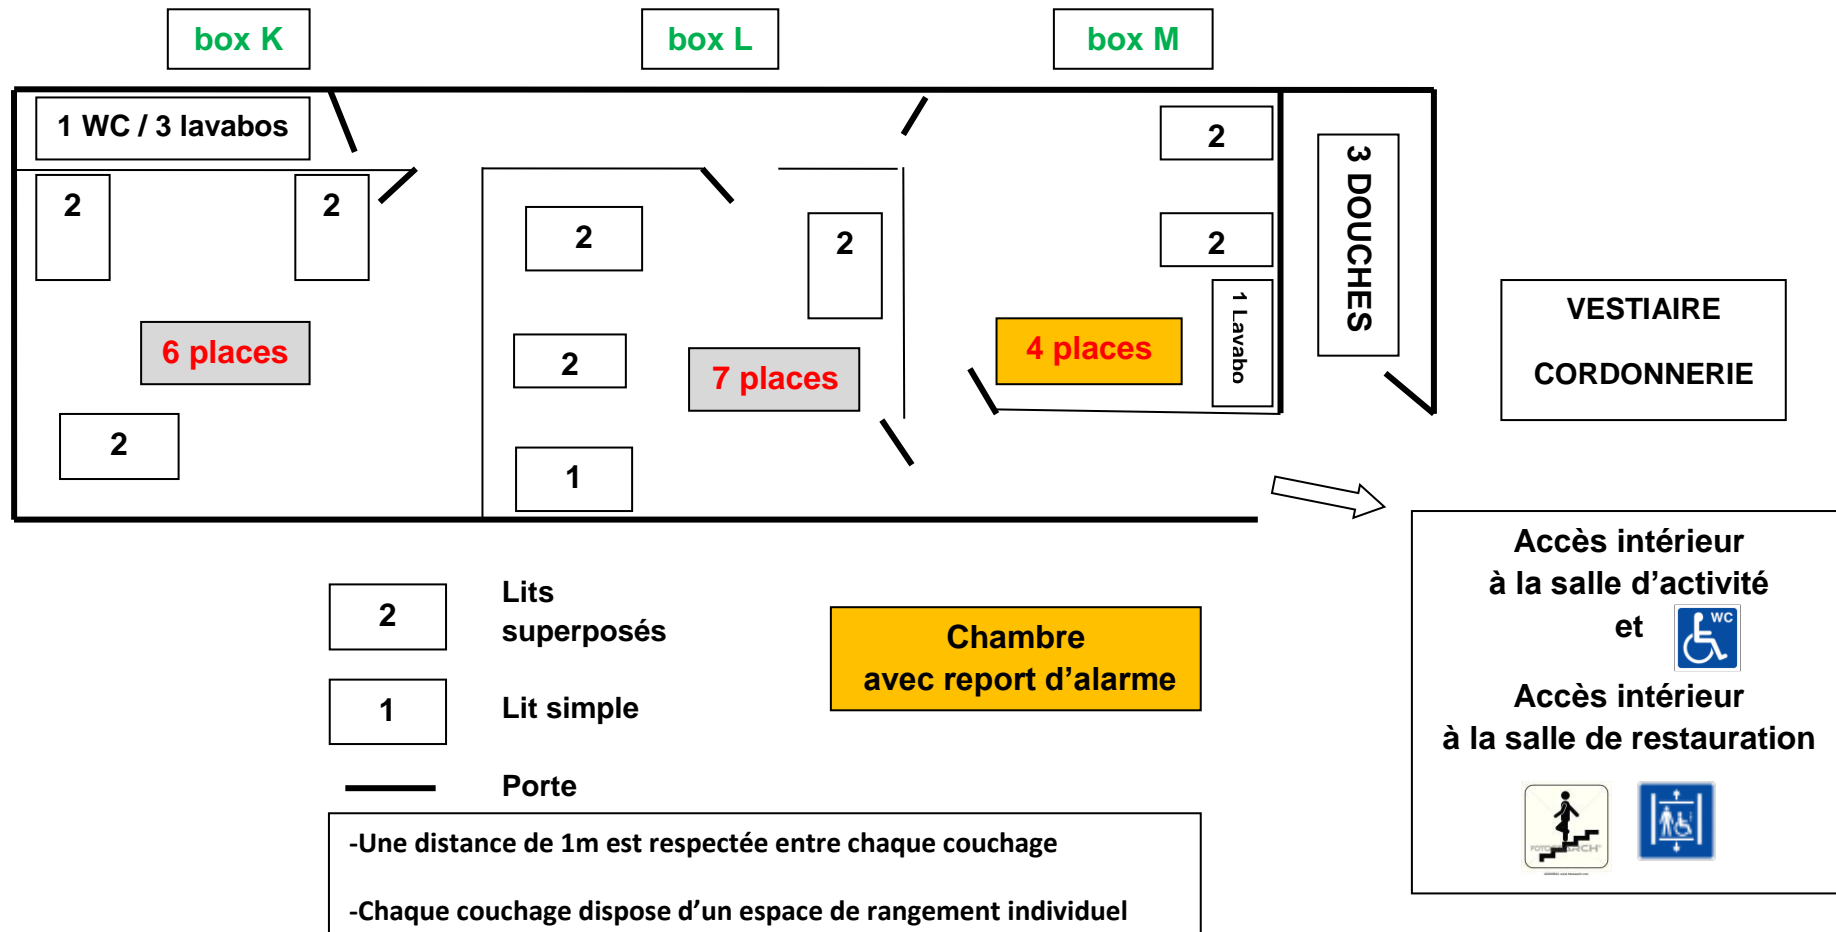 box K
box L
box M
1 WC / 3 lavabos
2
2
2
6 places
2
2
1
2
7 places
2
2
4 places
1 Lavabo
3 DOUCHES
VESTIAIRE
CORDONNERIE
2
Lits
superposés
1
Lit simple
Porte
Chambre
avec report d’alarme
-Une distance de 1m est respectée entre chaque couchage
-Chaque couchage dispose d’un espace de rangement individuel
Accès intérieur
à la salle d’activité
et
WC
Accès intérieur
à la salle de restauration